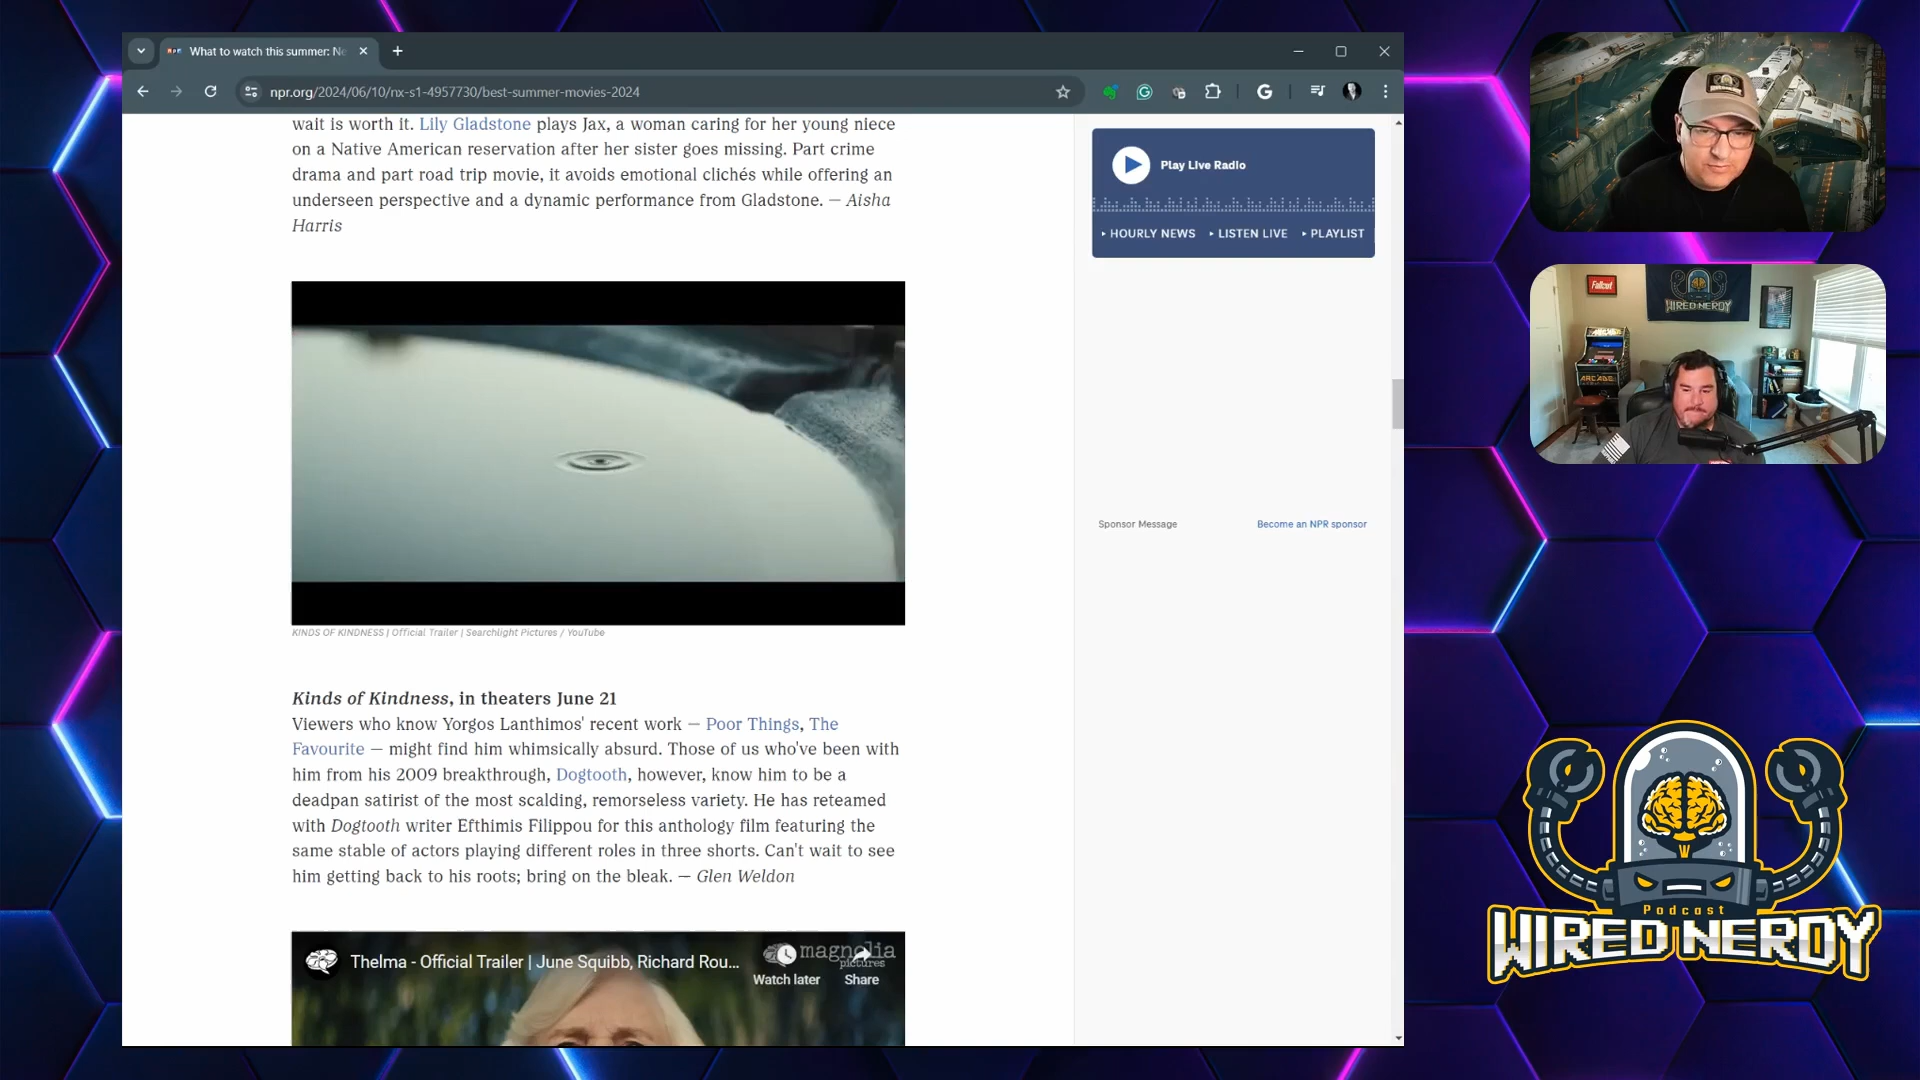 What to watch this summer: Ne
npr.org/2024/06/10/nx-s1-4957730/best-summer-movies-2024
wait is worth it. Lily Gladstone plays Jax, a woman caring for her young niece
on a Native American reservation after her sister goes missing. Part crime
drama and part road trip movie, it avoids emotional clichés while offering an
underseen perspective and a dynamic performance from Gladstone. — Aisha
Harris
KINDS OF KINDNESS | Official Trailer | Searchlight Pictures / YouTube
Kinds of Kindness, in theaters June 21
Viewers who know Yorgos Lanthimos' recent work — Poor Things, The
Favourite — might find him whimsically absurd. Those of us who've been with
him from his 2009 breakthrough, Dogtooth, however, know him to be a
deadpan satirist of the most scalding, remorseless variety. He has reteamed
with Dogtooth writer Efthimis Filippou for this anthology film featuring the
same stable of actors playing different roles in three shorts. Can't wait to see
him getting back to his roots; bring on the bleak. — Glen Weldon
Thelma - Official Trailer | June Squibb, Richard Rou...
magnolia
pictures
Watch later
Share
Play Live Radio
HOURLY NEWS
LISTEN LIVE
PLAYLIST
Sponsor Message
Become an NPR sponsor
Fallout
WIRED NERDY
ARCADE
Podcast
WIRED NERDY